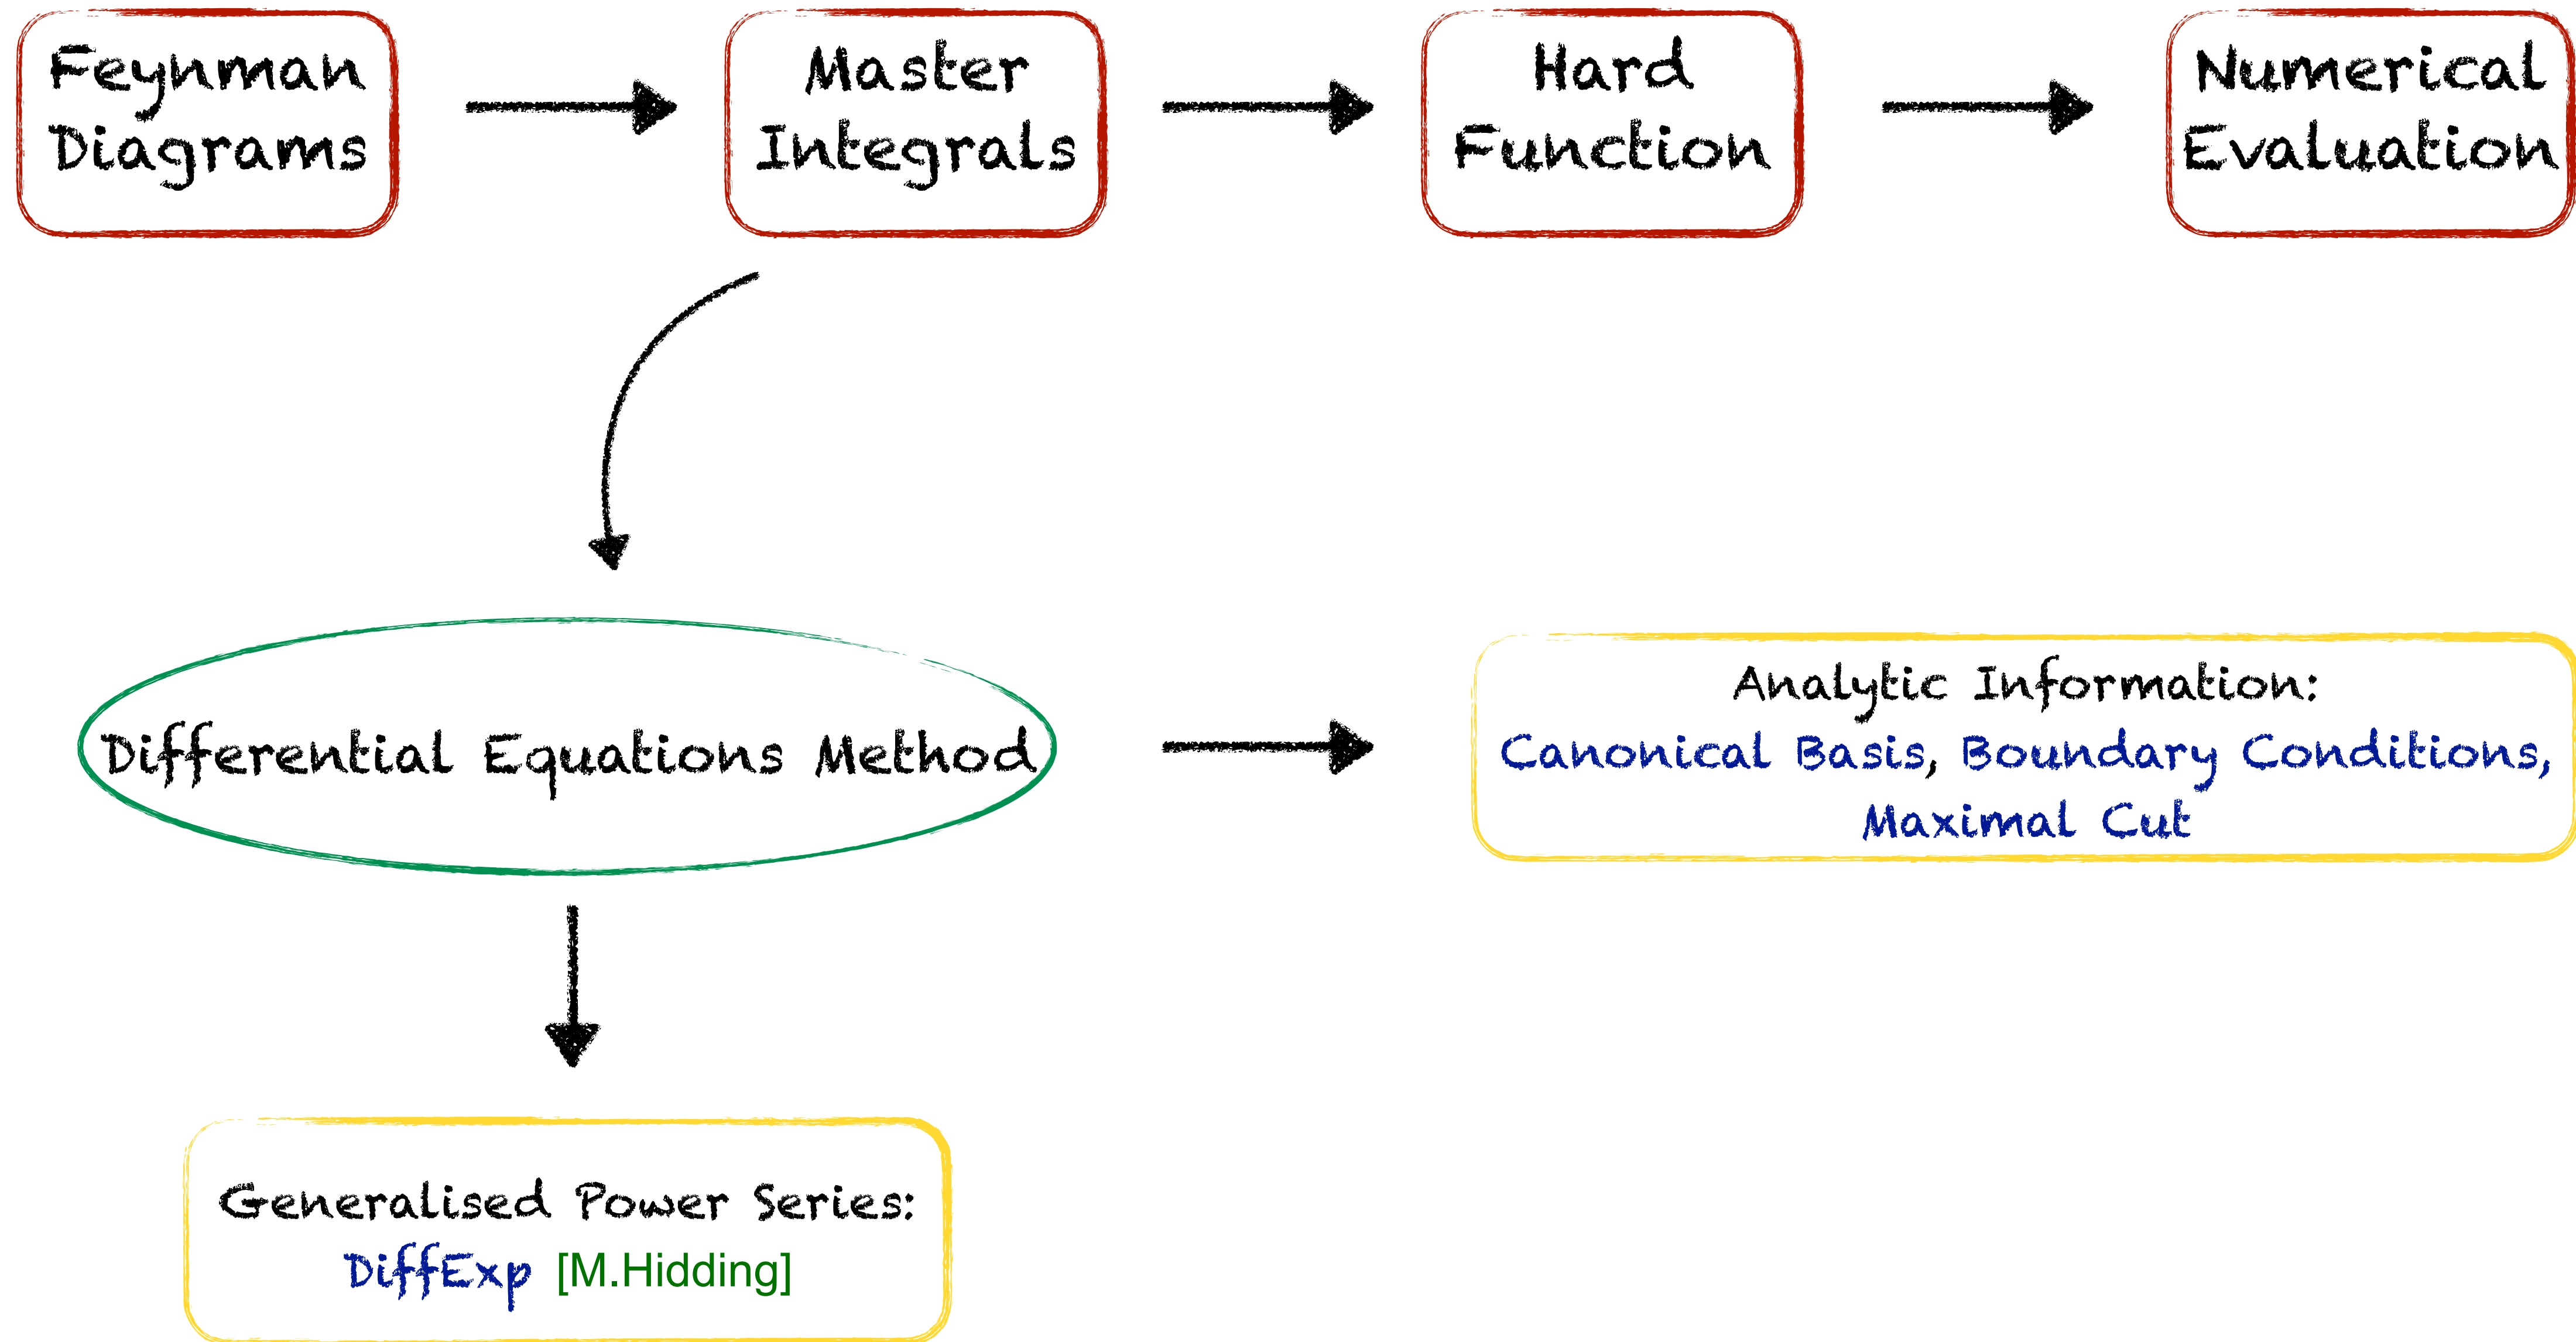 Feynman
Diagrams
Master
Integrals
Hard
Function
Numerical
Evaluation
Differential Equations Method
Analytic Information:
Canonical Basis, Boundary Conditions,
Maximal Cut
Generalised Power Series:
DiffExp [M.Hidding]